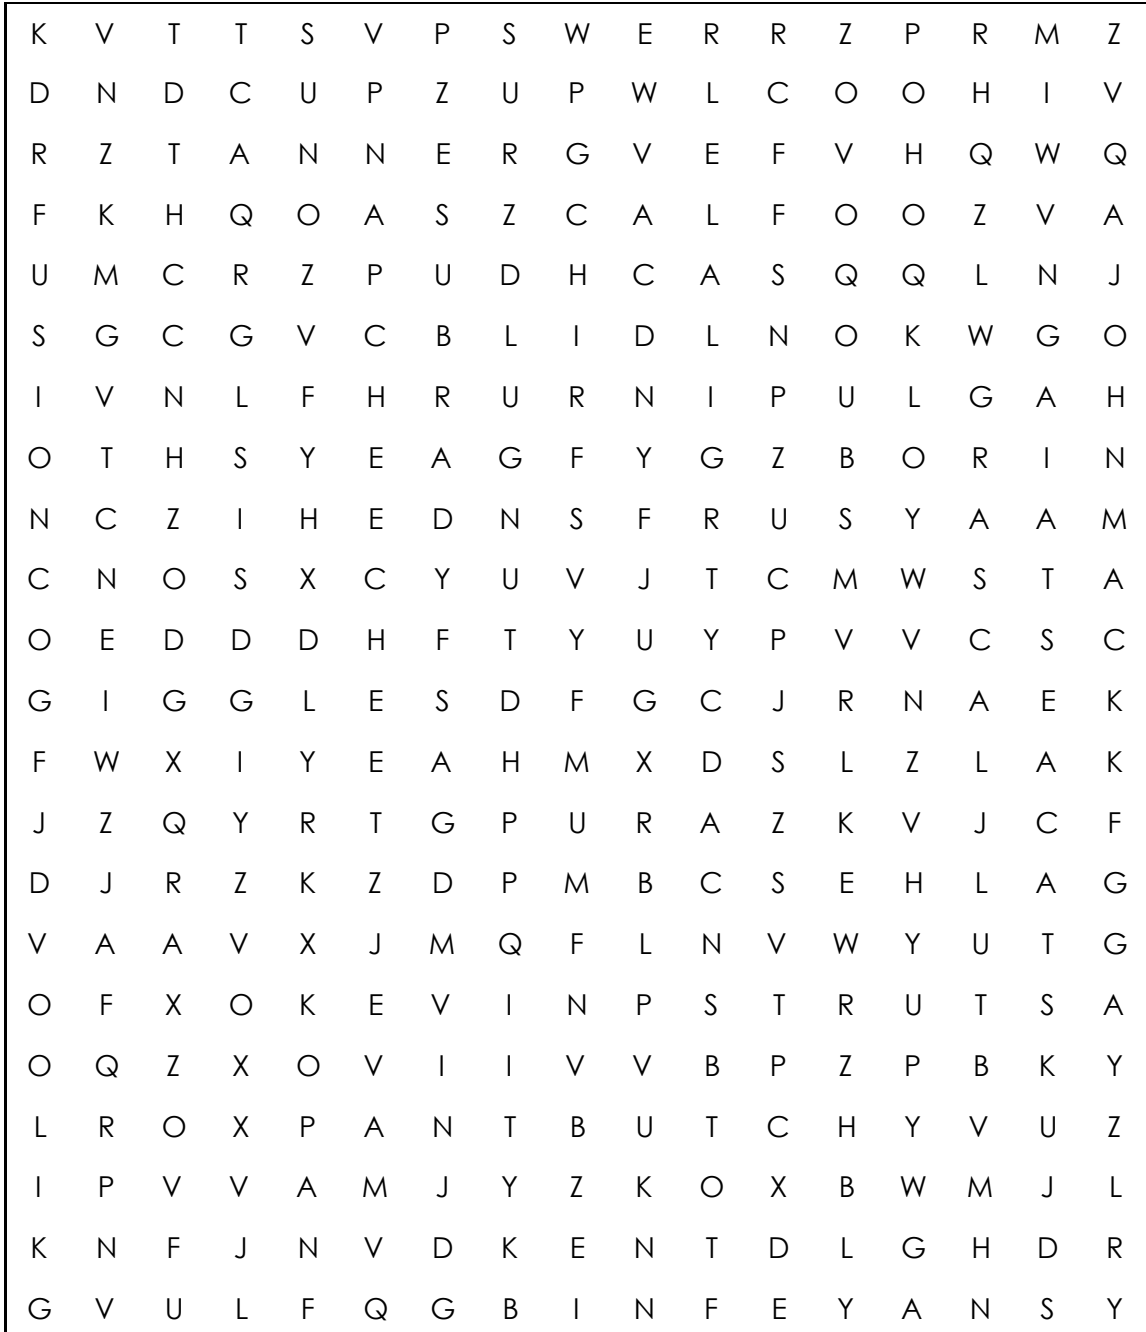 K V T T S V P S W E R R Z P R M Z
D N D C U P Z U P W L C O O H I V
R Z T A N N E R G V E F V H Q W Q
F K H Q O A S Z C A L F O O Z V A
U M C R Z P U D H C A S Q Q L N J
S G C G V C B L I D L N O K W G O
I V N L F H R U R N I P U L G A H
O T H S Y E A G F Y G Z B O R I N
N C Z I H E D N S F R U S Y A A M
C N O S X C Y U V J T C M W S T A
O E D D D H F T Y U Y P V V C S C
G I G G L E S D F G C J R N A E K
F W X I Y E A H M X D S L Z L A K
J Z Q Y R T G P U R A Z K V J C F
D J R Z K Z D P M B C S E H L A G
V A A V X J M Q F L N V W Y U T G
O F X O K E V I N P S T R U T S A
O Q Z X O V I I V V B P Z P B K Y
L R O X P A N T B U T C H Y V U Z
I P V V A M J Y Z K O X B W M J L
K N F J N V D K E N T D L G H D R
G V U L F Q G B I N F E Y A N S Y